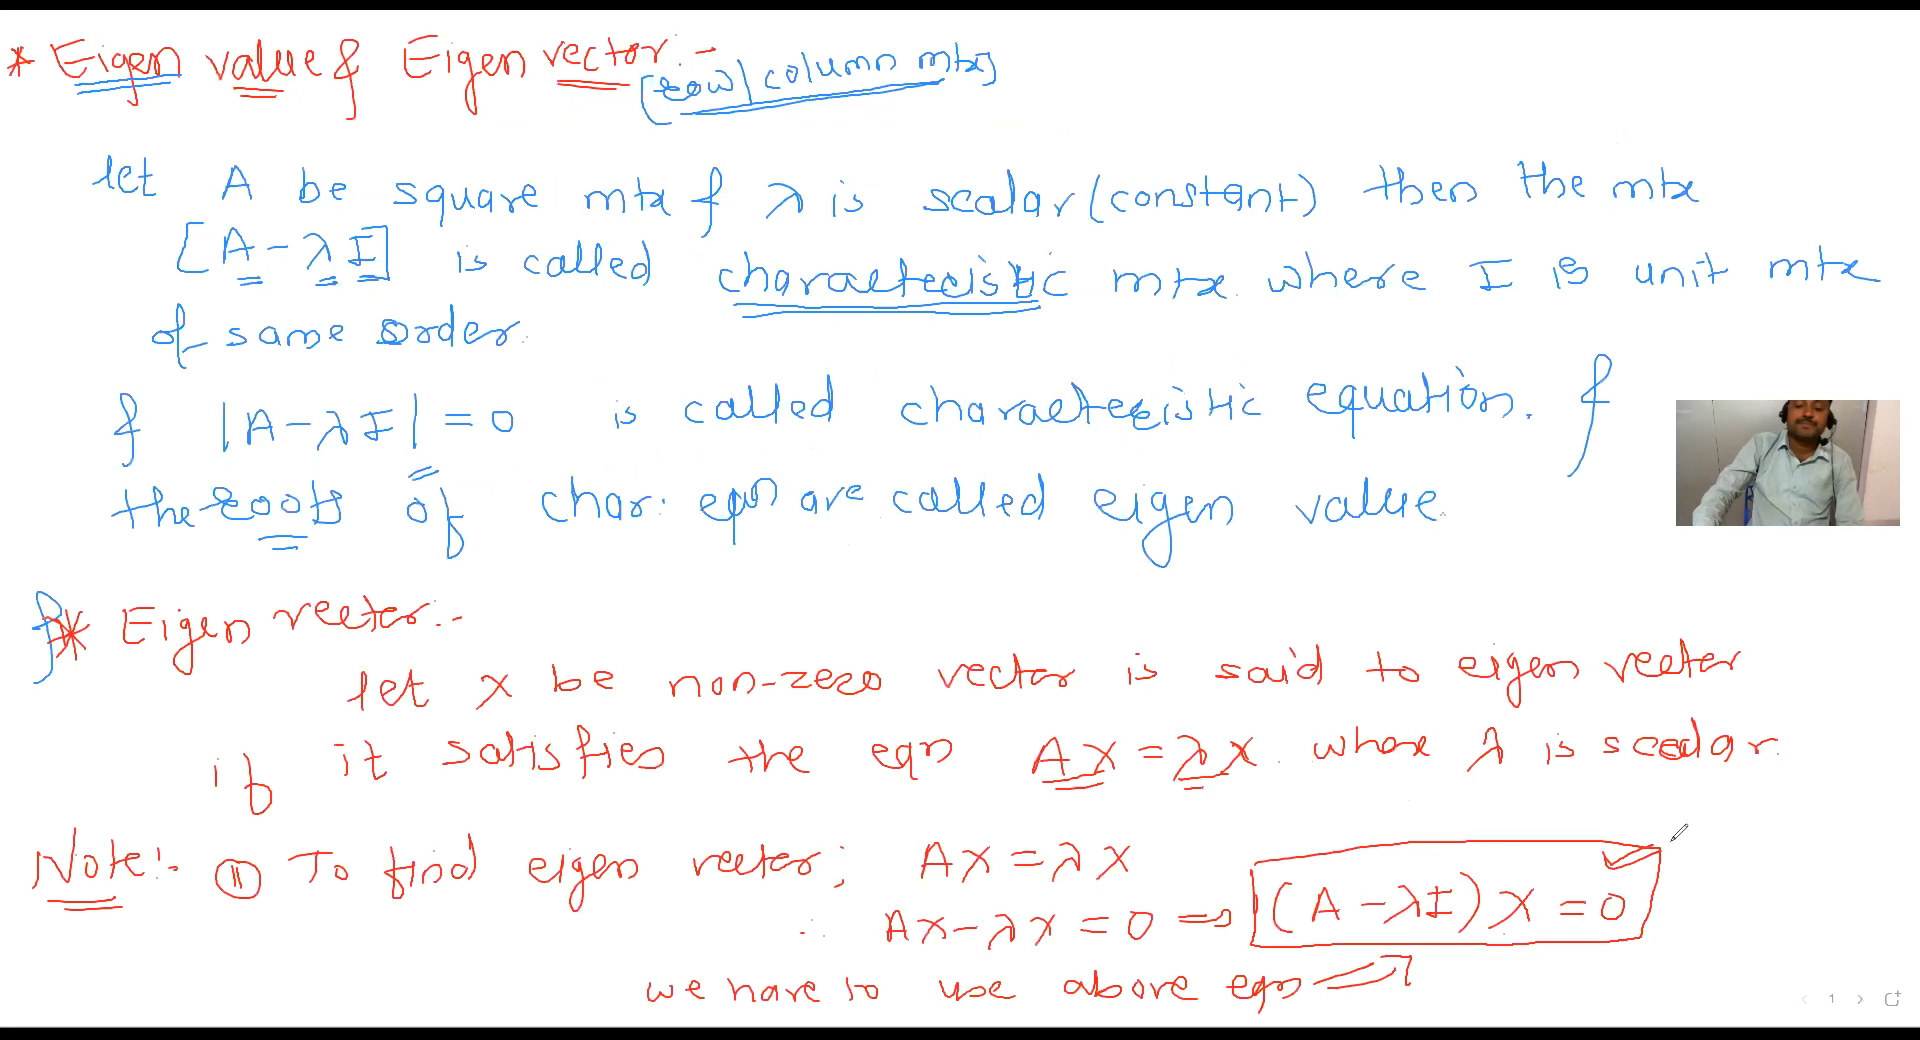 * Eigen value & Eigen vector :-
[row/column mtx]
let A be square mtx & λ is scalar (constant) then the mtx
[A - λI] is called characteristic mtx where I is unit mtx
of same order.
& |A - λI| = 0 is called characteristic equation. &
the roots of char. eqn are called eigen value.
&* Eigen vector :-
let X be non-zero vector is said to eigen vector
if it satisfies the eqn AX = λX where λ is scalar.
Note:- ① To find eigen vector; AX = λX
∴ AX - λX = 0 ⇒ (A - λI)X = 0
we have to use above eqn
1